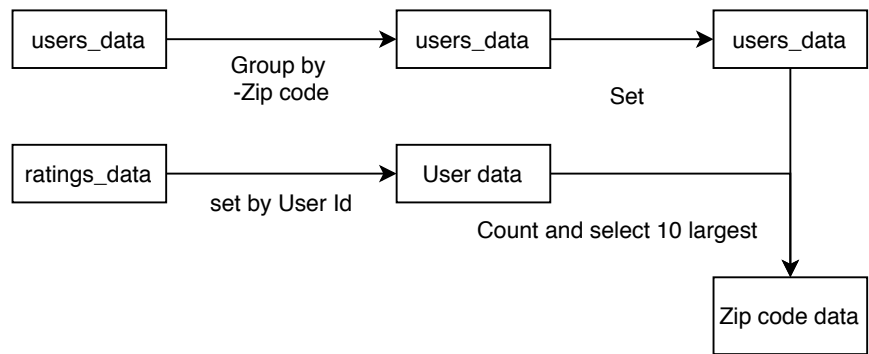 users_data
users_data
users_data
Group by
-Zip code
Set
ratings_data
User data
set by User Id
Count and select 10 largest
Zip code data